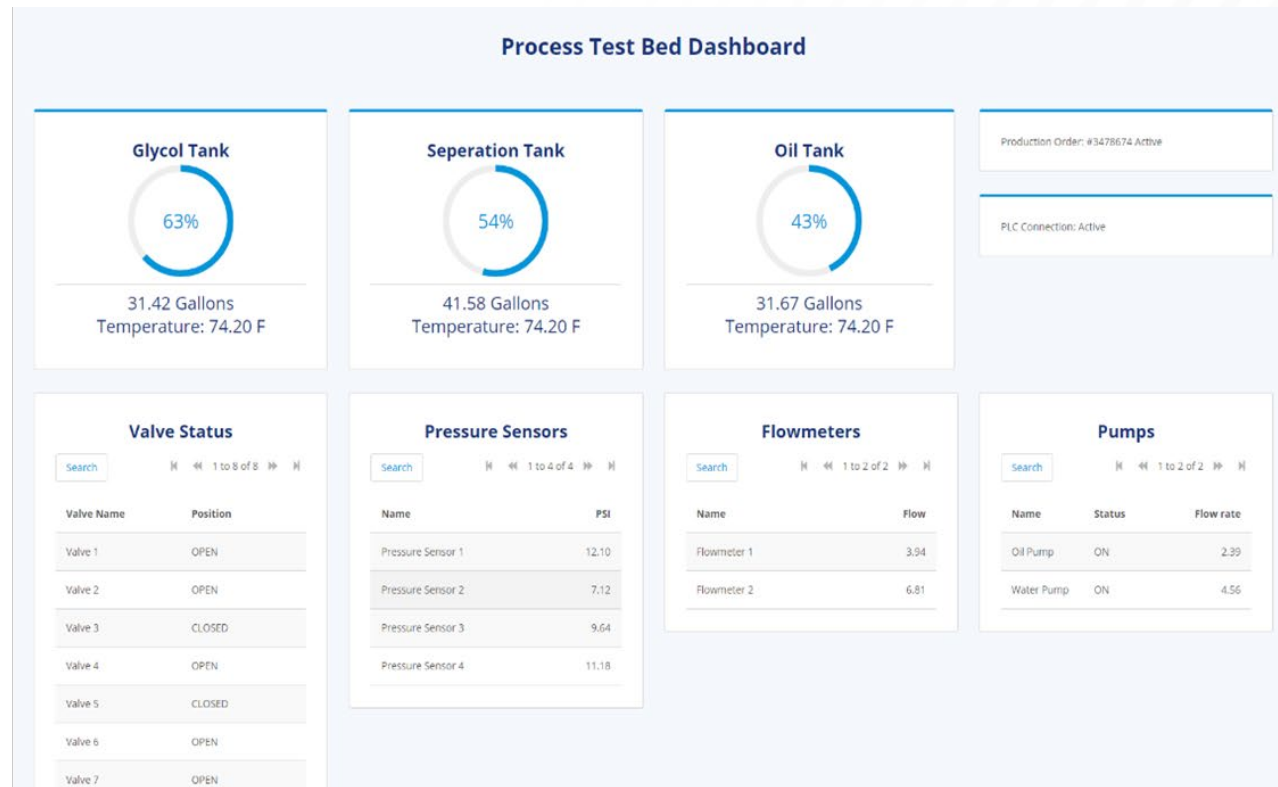 Process Test Bed Dashboard
Glycol Tank
63%
31.42 Gallons
Temperature: 74.20 F
Seperation Tank
54%
41.58 Gallons
Temperature: 74.20 F
Oil Tank
43%
31.67 Gallons
Temperature: 74.20 F
Production Order: #3478674 Active
PLC Connection: Active
Valve Status
Search 1 to 8 of 8
Valve Name Position
Valve 1 OPEN
Valve 2 OPEN
Valve 3 CLOSED
Valve 4 OPEN
Valve 5 CLOSED
Valve 6 OPEN
Valve 7 OPEN
Pressure Sensors
Search 1 to 4 of 4
Name PSI
Pressure Sensor 1 12.10
Pressure Sensor 2 7.12
Pressure Sensor 3 9.64
Pressure Sensor 4 11.18
Flowmeters
Search 1 to 2 of 2
Name Flow
Flowmeter 1 3.94
Flowmeter 2 6.81
Pumps
Search 1 to 2 of 2
Name Status Flow rate
Oil Pump ON 2.39
Water Pump ON 4.56